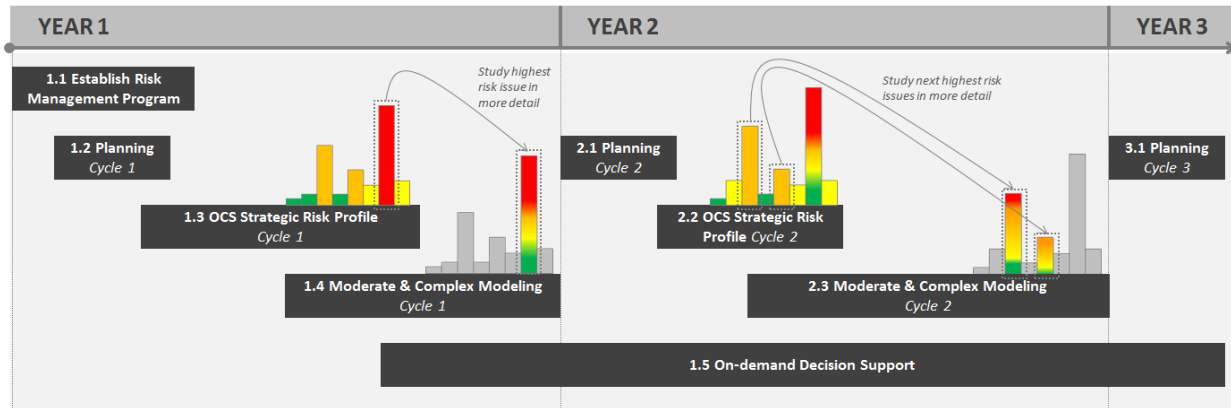 YEAR 1
YEAR 2
YEAR 3
1.1 Establish Risk
Management Program
Study highest
risk issue in
more detail
Study next highest risk
issues in more detail
1.2 Planning
Cycle 1
2.1 Planning
Cycle 2
3.1 Planning
Cycle 3
1.3 OCS Strategic Risk Profile
Cycle 1
2.2 OCS Strategic Risk
Profile Cycle 2
1.4 Moderate & Complex Modeling
Cycle 1
2.3 Moderate & Complex Modeling
Cycle 2
1.5 On-demand Decision Support